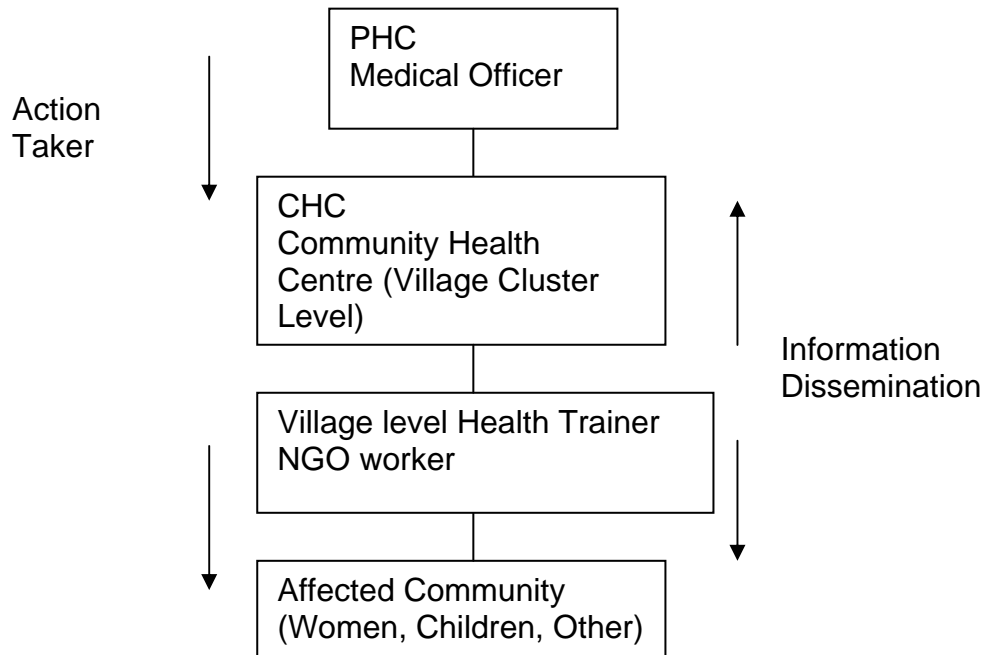 PHC
Medical Officer
Action
Taker
CHC
Community Health
Centre (Village Cluster
Level)
Information
Dissemination
Village level Health Trainer
NGO worker
Affected Community
(Women, Children, Other)